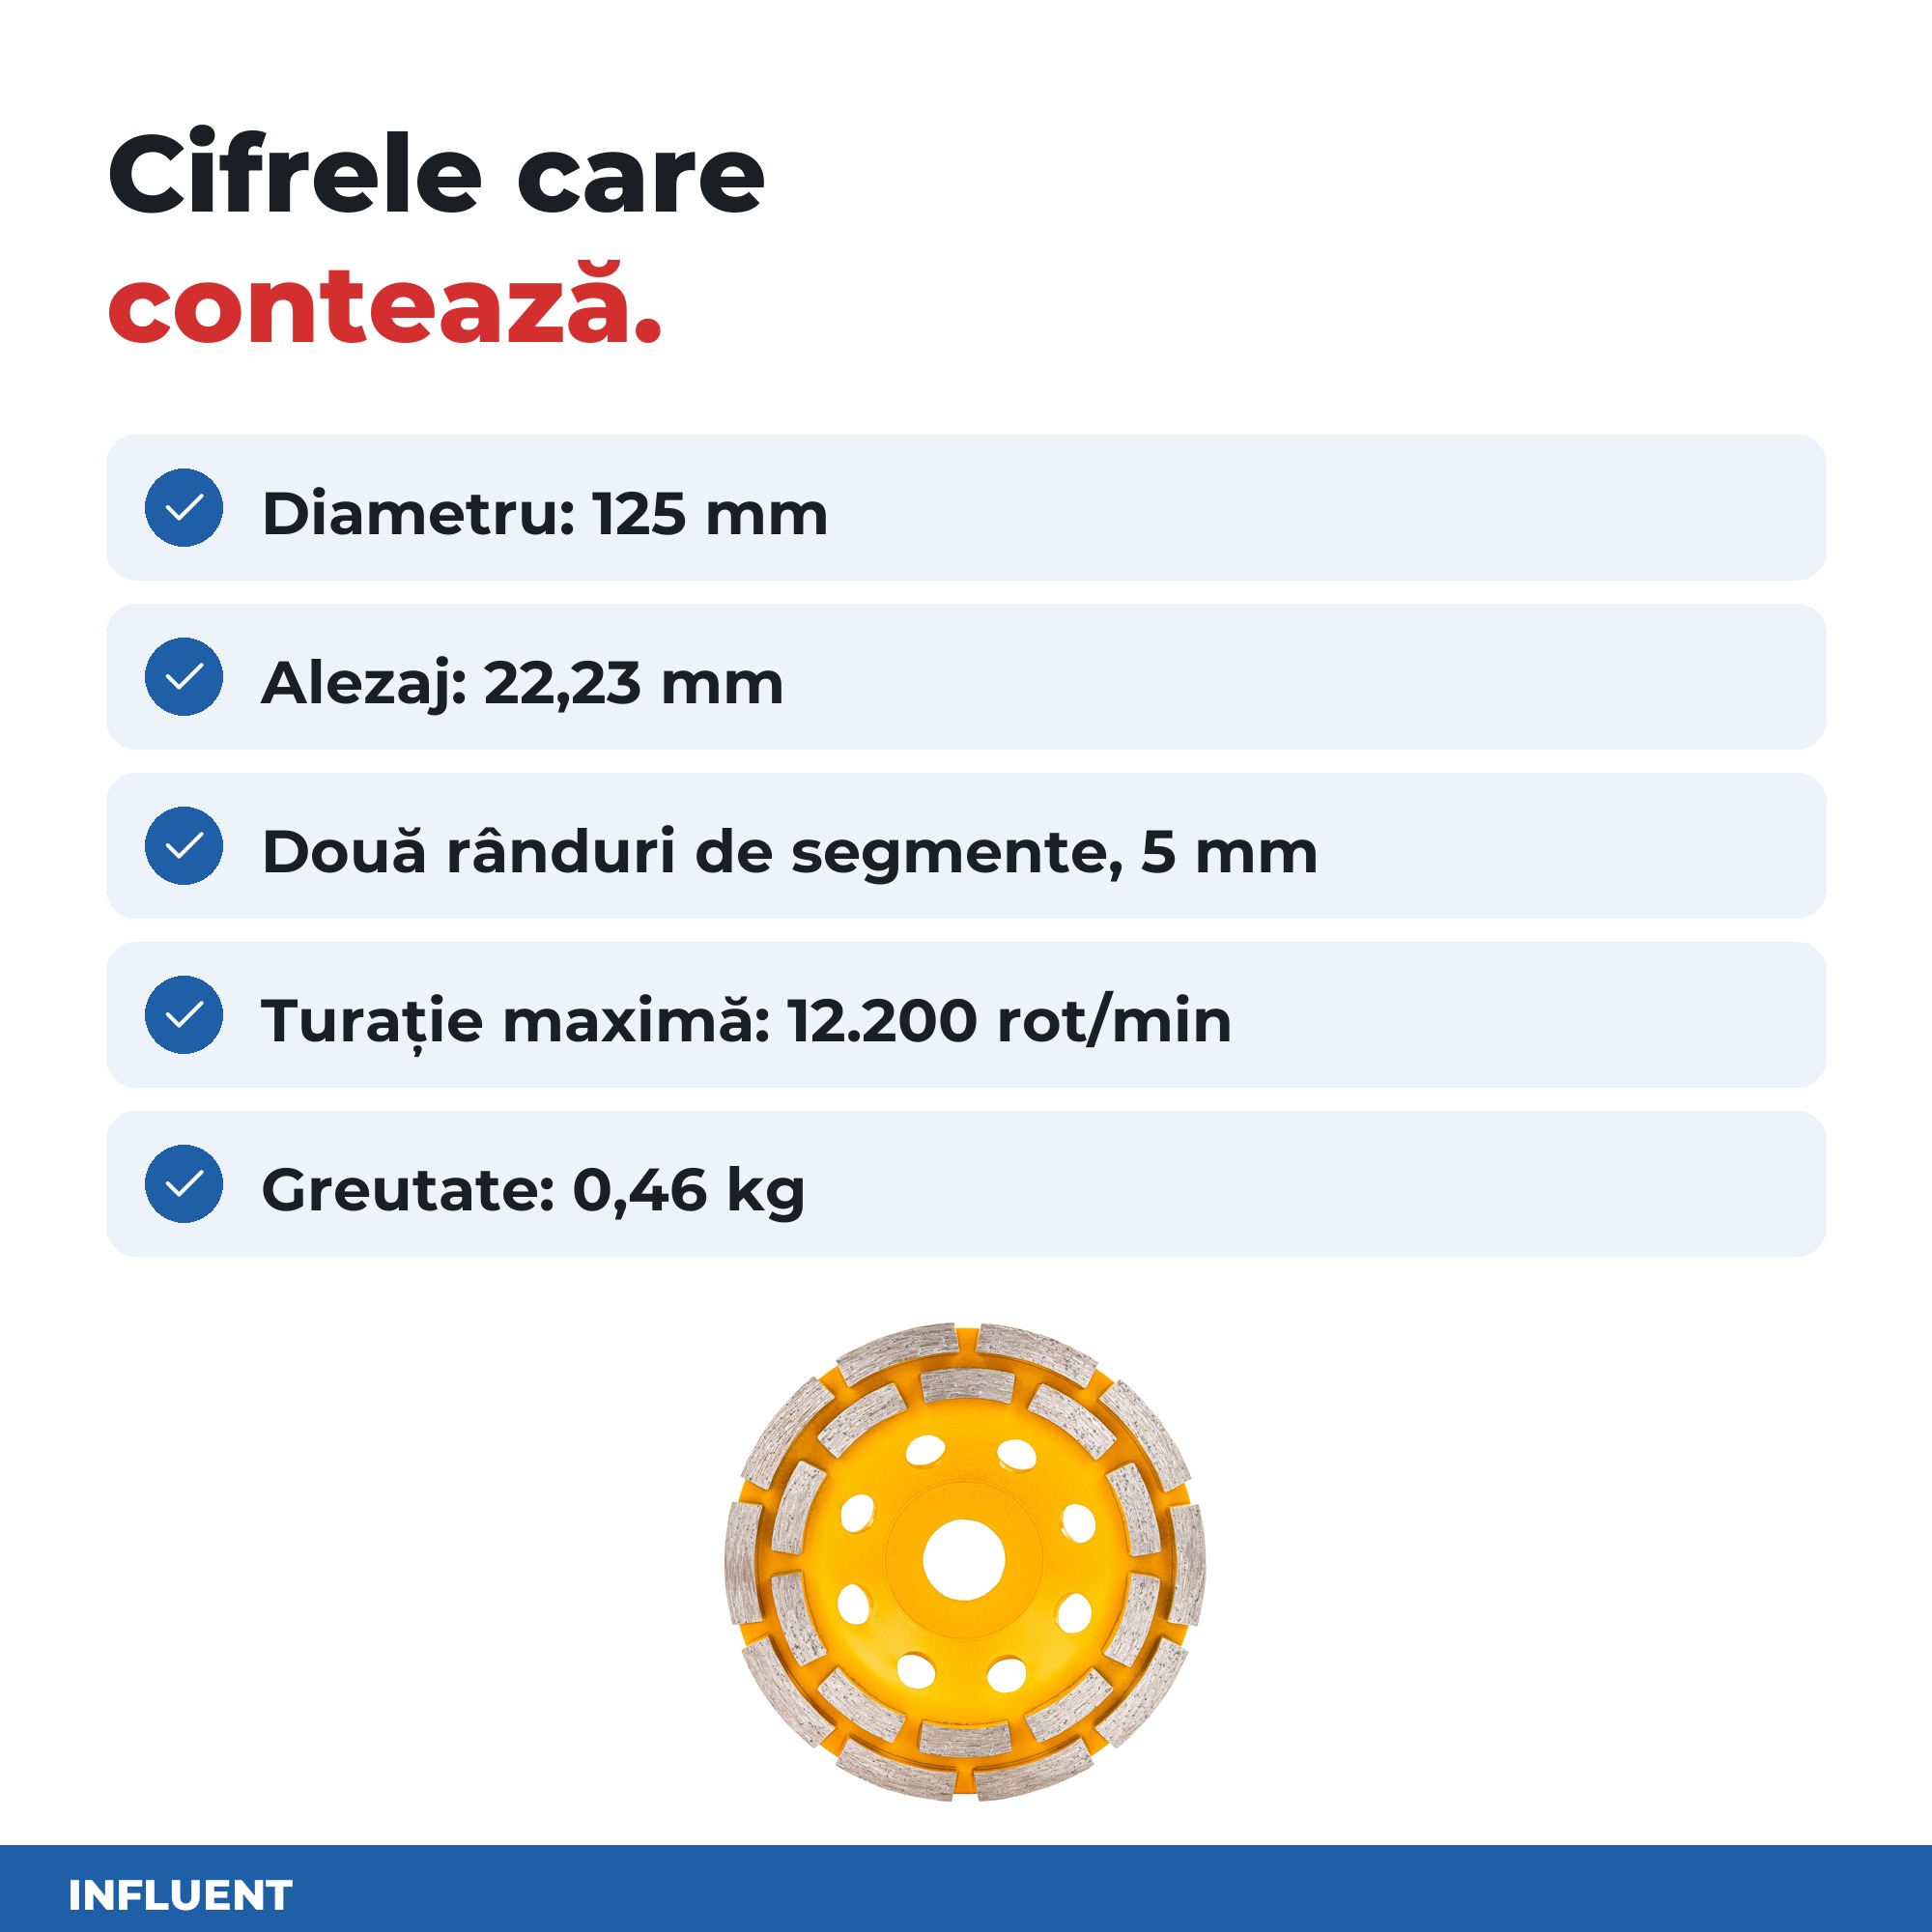 Cifrele care
contează.
Diametru: 125 mm
Alezaj: 22,23 mm
Două rânduri de segmente, 5 mm
Turație maximă: 12.200 rot/min
Greutate: 0,46 kg
INFLUENT